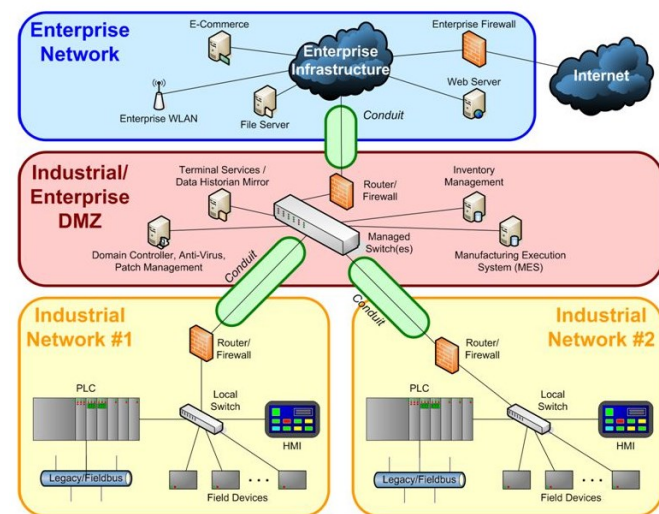 Enterprise
Network
E-Commerce
Enterprise
Infrastructure
Enterprise Firewall
Internet
Enterprise WLAN
File Server
Web Server
Conduit
Industrial/
Enterprise
DMZ
Terminal Services /
Data Historian Mirror
Router/
Firewall
Inventory
Management
Domain Controller, Anti-Virus,
Patch Management
Managed
Switch(es)
Manufacturing Execution
System (MES)
Conduit
Conduit
Industrial
Network #1
Router/
Firewall
PLC
Local
Switch
HMI
Legacy/Fieldbus
Field Devices
Industrial
Network #2
Router/
Firewall
PLC
Local
Switch
HMI
Legacy/Fieldbus
Field Devices